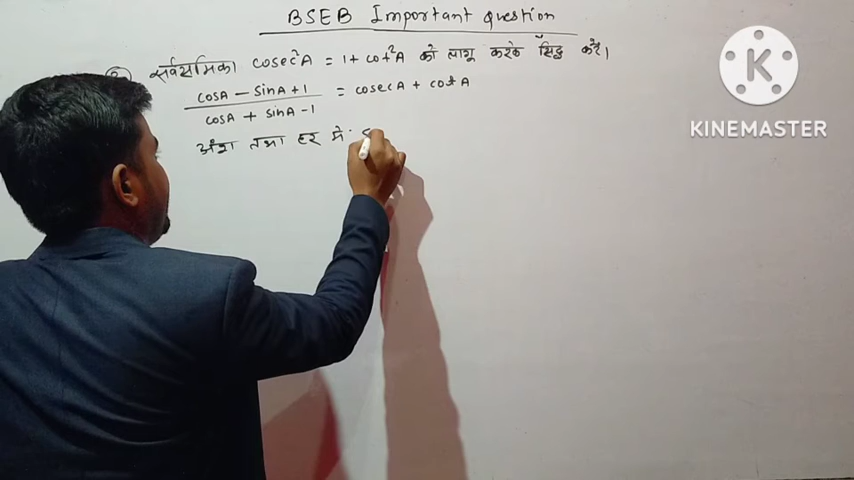 BSEB Important question
सर्वसमिका cosec²A = 1 + cot²A को लागू करके सिद्ध करें।
cosA - sinA + 1 / cosA + sinA - 1 = cosecA + cotA
अंश तथा हर में
K
KINEMASTER